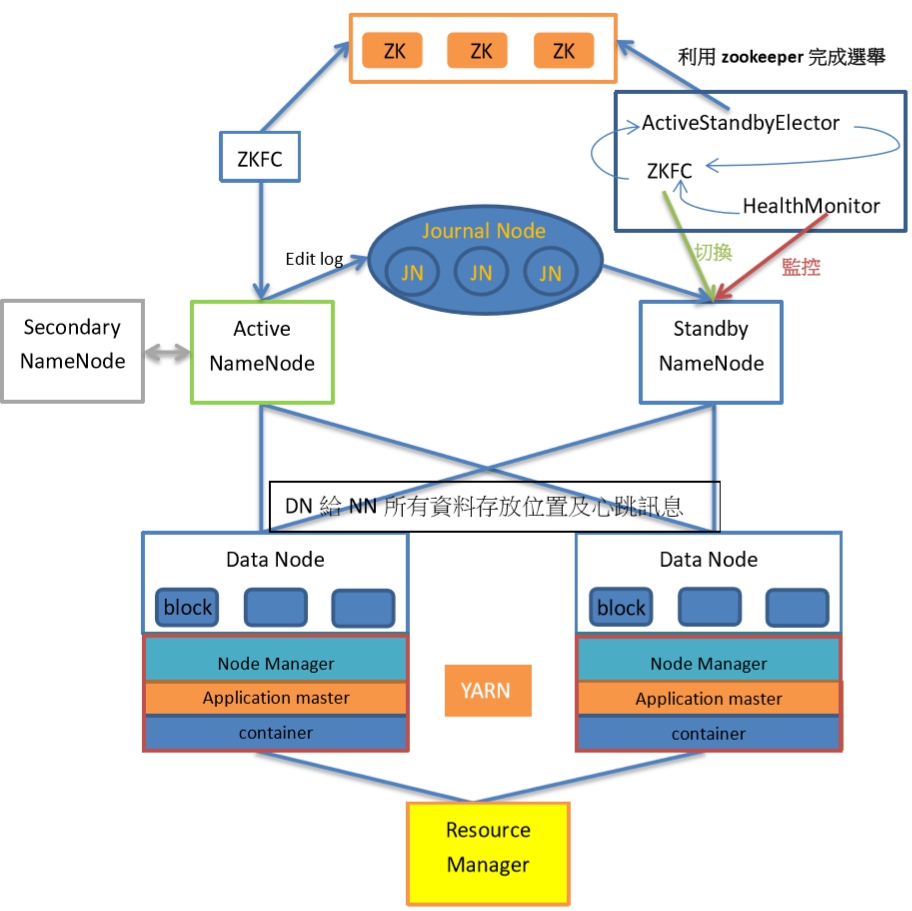 ZK ZK ZK
利用 zookeeper 完成選舉
ActiveStandbyElector
ZKFC
ZKFC
HealthMonitor
Journal Node
Edit log
JN JN JN
切換
監控
Secondary
NameNode
Active
NameNode
Standby
NameNode
DN 給 NN 所有資料存放位置及心跳訊息
Data Node
block
Node Manager
Application master
container
YARN
Data Node
block
Node Manager
Application master
container
Resource
Manager